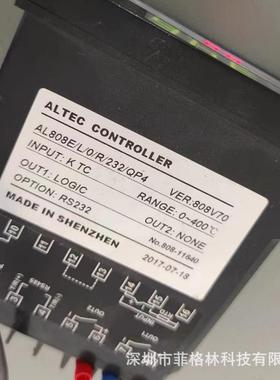 ALTEC CONTROLLER
AL808E/L/0/R/232/QP4 VER:808V70
INPUT: K TC RANGE: 0~400℃
OUT1: LOGIC OUT2: NONE
OPTION: RS232 No.808-11640
MADE IN SHENZHEN 2017-07-18
深圳市菲格林科技有限公司